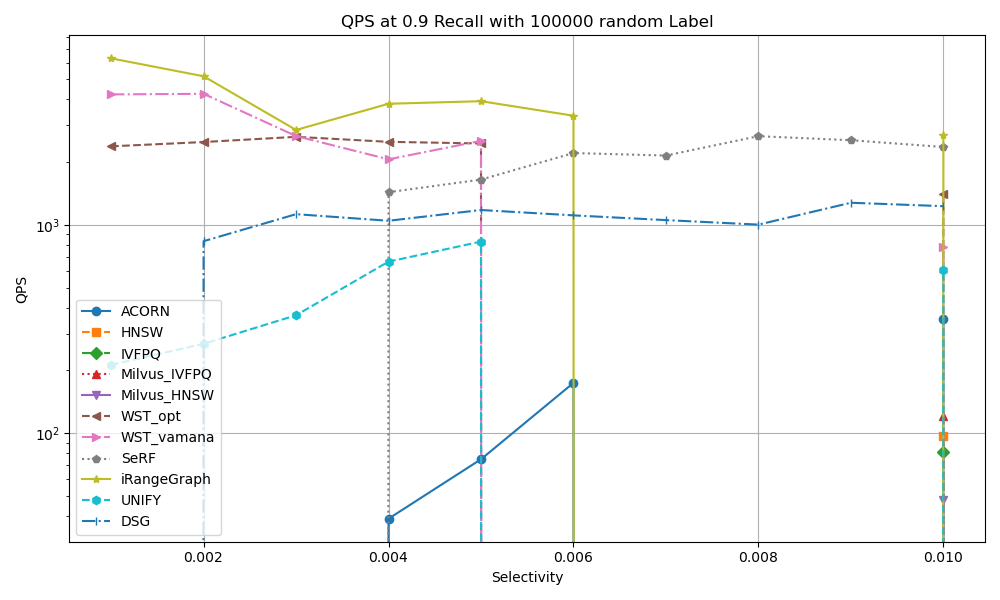 QPS at 0.9 Recall with 100000 random Label
QPS
10³
10²
ACORN
HNSW
IVFPQ
Milvus_IVFPQ
Milvus_HNSW
WST_opt
WST_vamana
SeRF
iRangeGraph
UNIFY
DSG
0.002 0.004 0.006 0.008 0.010
Selectivity